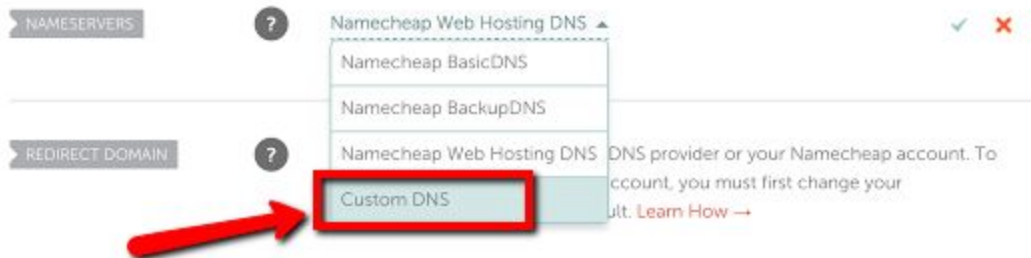 NAMESERVERS
?
Namecheap Web Hosting DNS
Namecheap BasicDNS
Namecheap BackupDNS
REDIRECT DOMAIN
?
Namecheap Web Hosting DNS
DNS provider or your Namecheap account. To
Custom DNS
account, you must first change your
ult. Learn How →